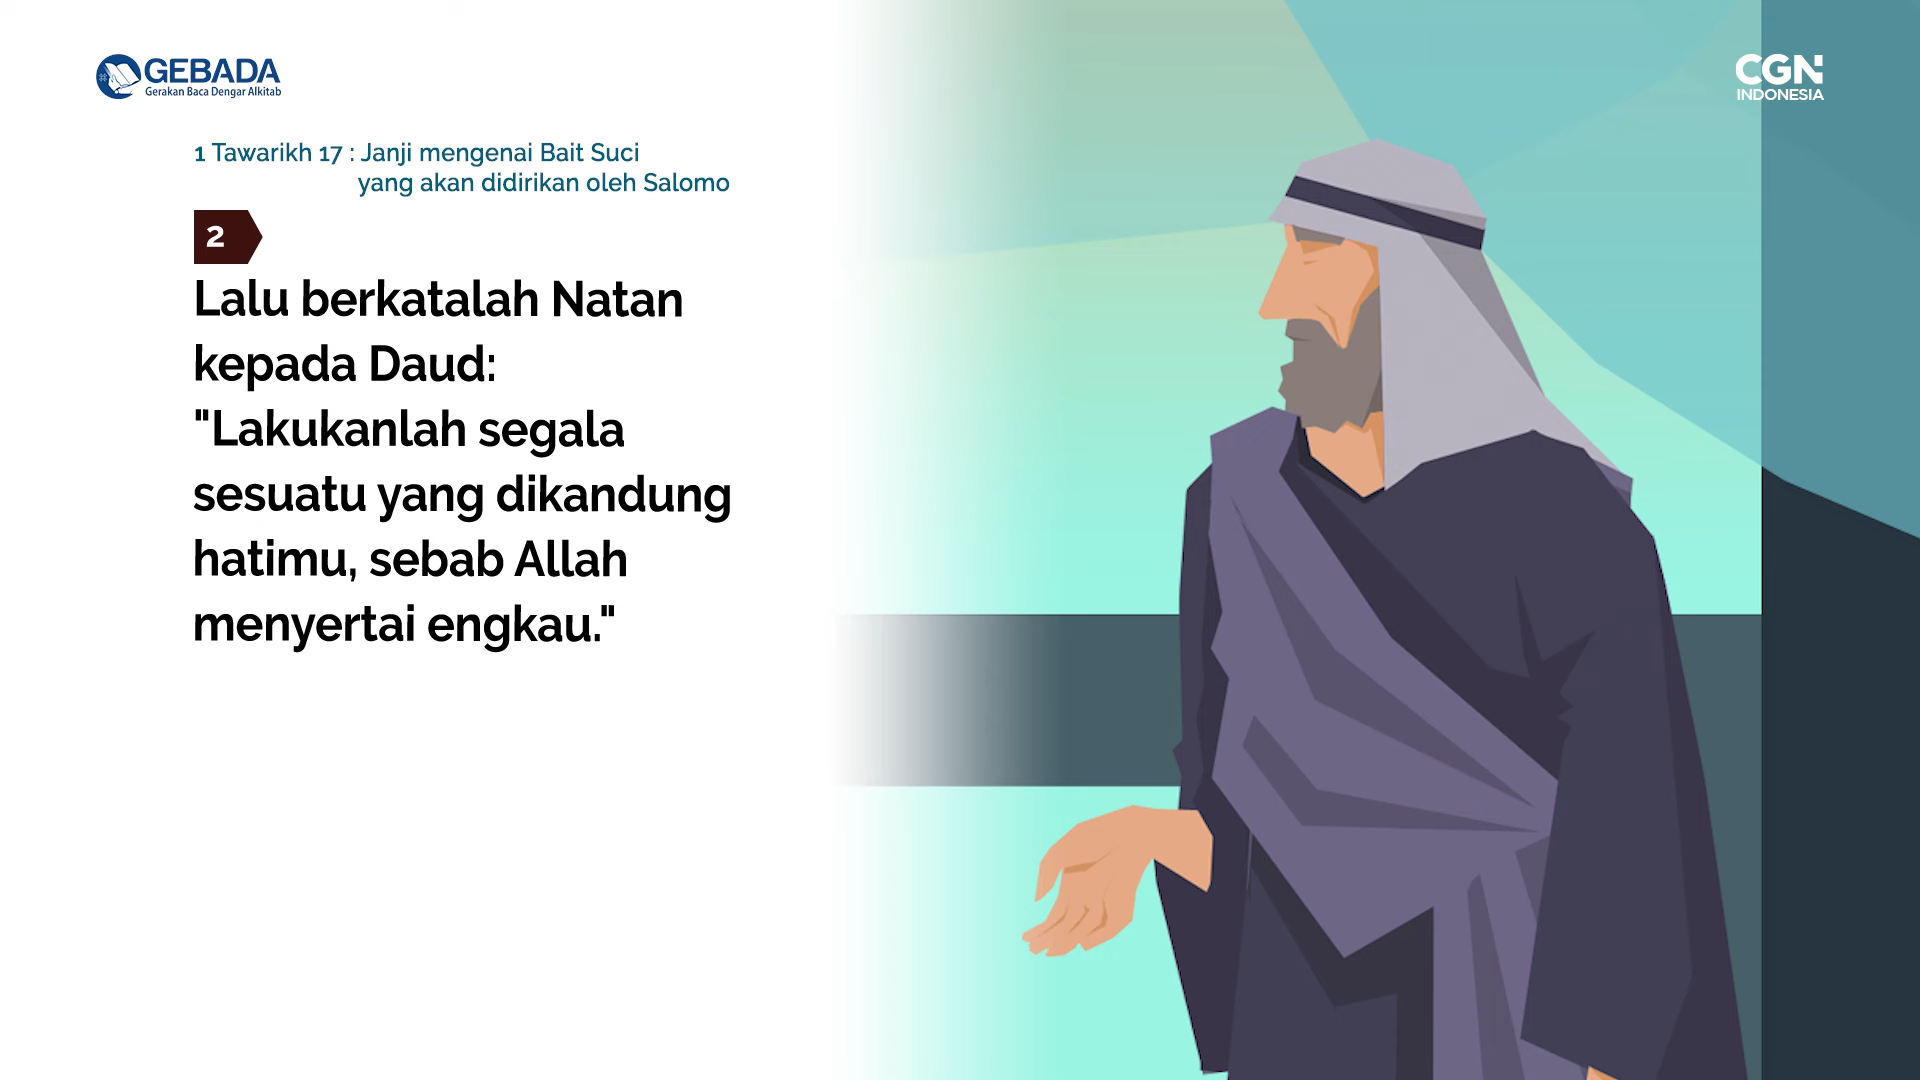 GEBADA
Gerakan Baca Dengar Alkitab
CGN
INDONESIA
1 Tawarikh 17 : Janji mengenai Bait Suci
yang akan didirikan oleh Salomo
2
Lalu berkatalah Natan
kepada Daud:
"Lakukanlah segala
sesuatu yang dikandung
hatimu, sebab Allah
menyertai engkau."